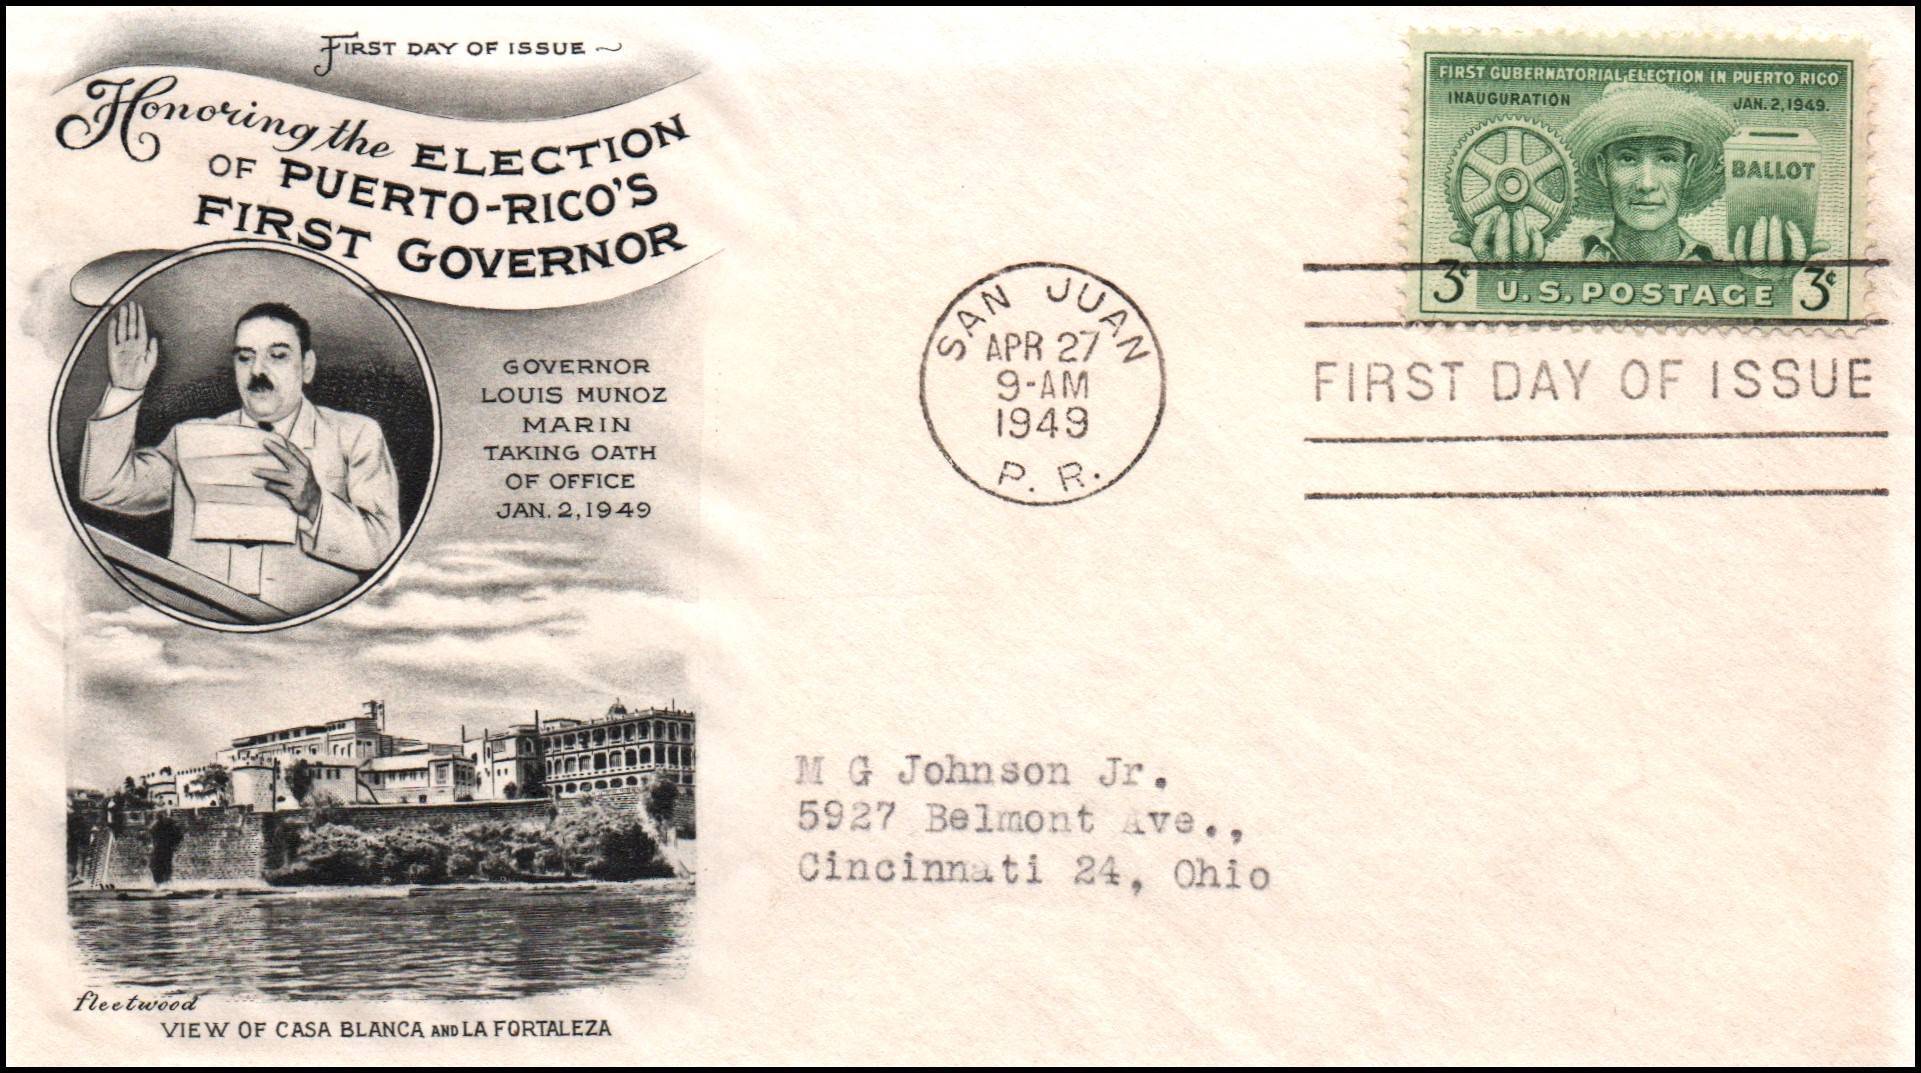 FIRST DAY OF ISSUE
Honoring the ELECTION
OF PUERTO-RICO'S
FIRST GOVERNOR
GOVERNOR
LOUIS MUNOZ
MARIN
TAKING OATH
OF OFFICE
JAN. 2, 1949
fleetwood
VIEW OF CASA BLANCA AND LA FORTALEZA
SAN JUAN
APR 27
9-AM
1949
P. R.
FIRST GUBERNATORIAL ELECTION IN PUERTO RICO
INAUGURATION JAN. 2, 1949.
BALLOT
3¢ U.S. POSTAGE 3¢
FIRST DAY OF ISSUE
M G Johnson Jr.
5927 Belmont Ave.,
Cincinnati 24, Ohio